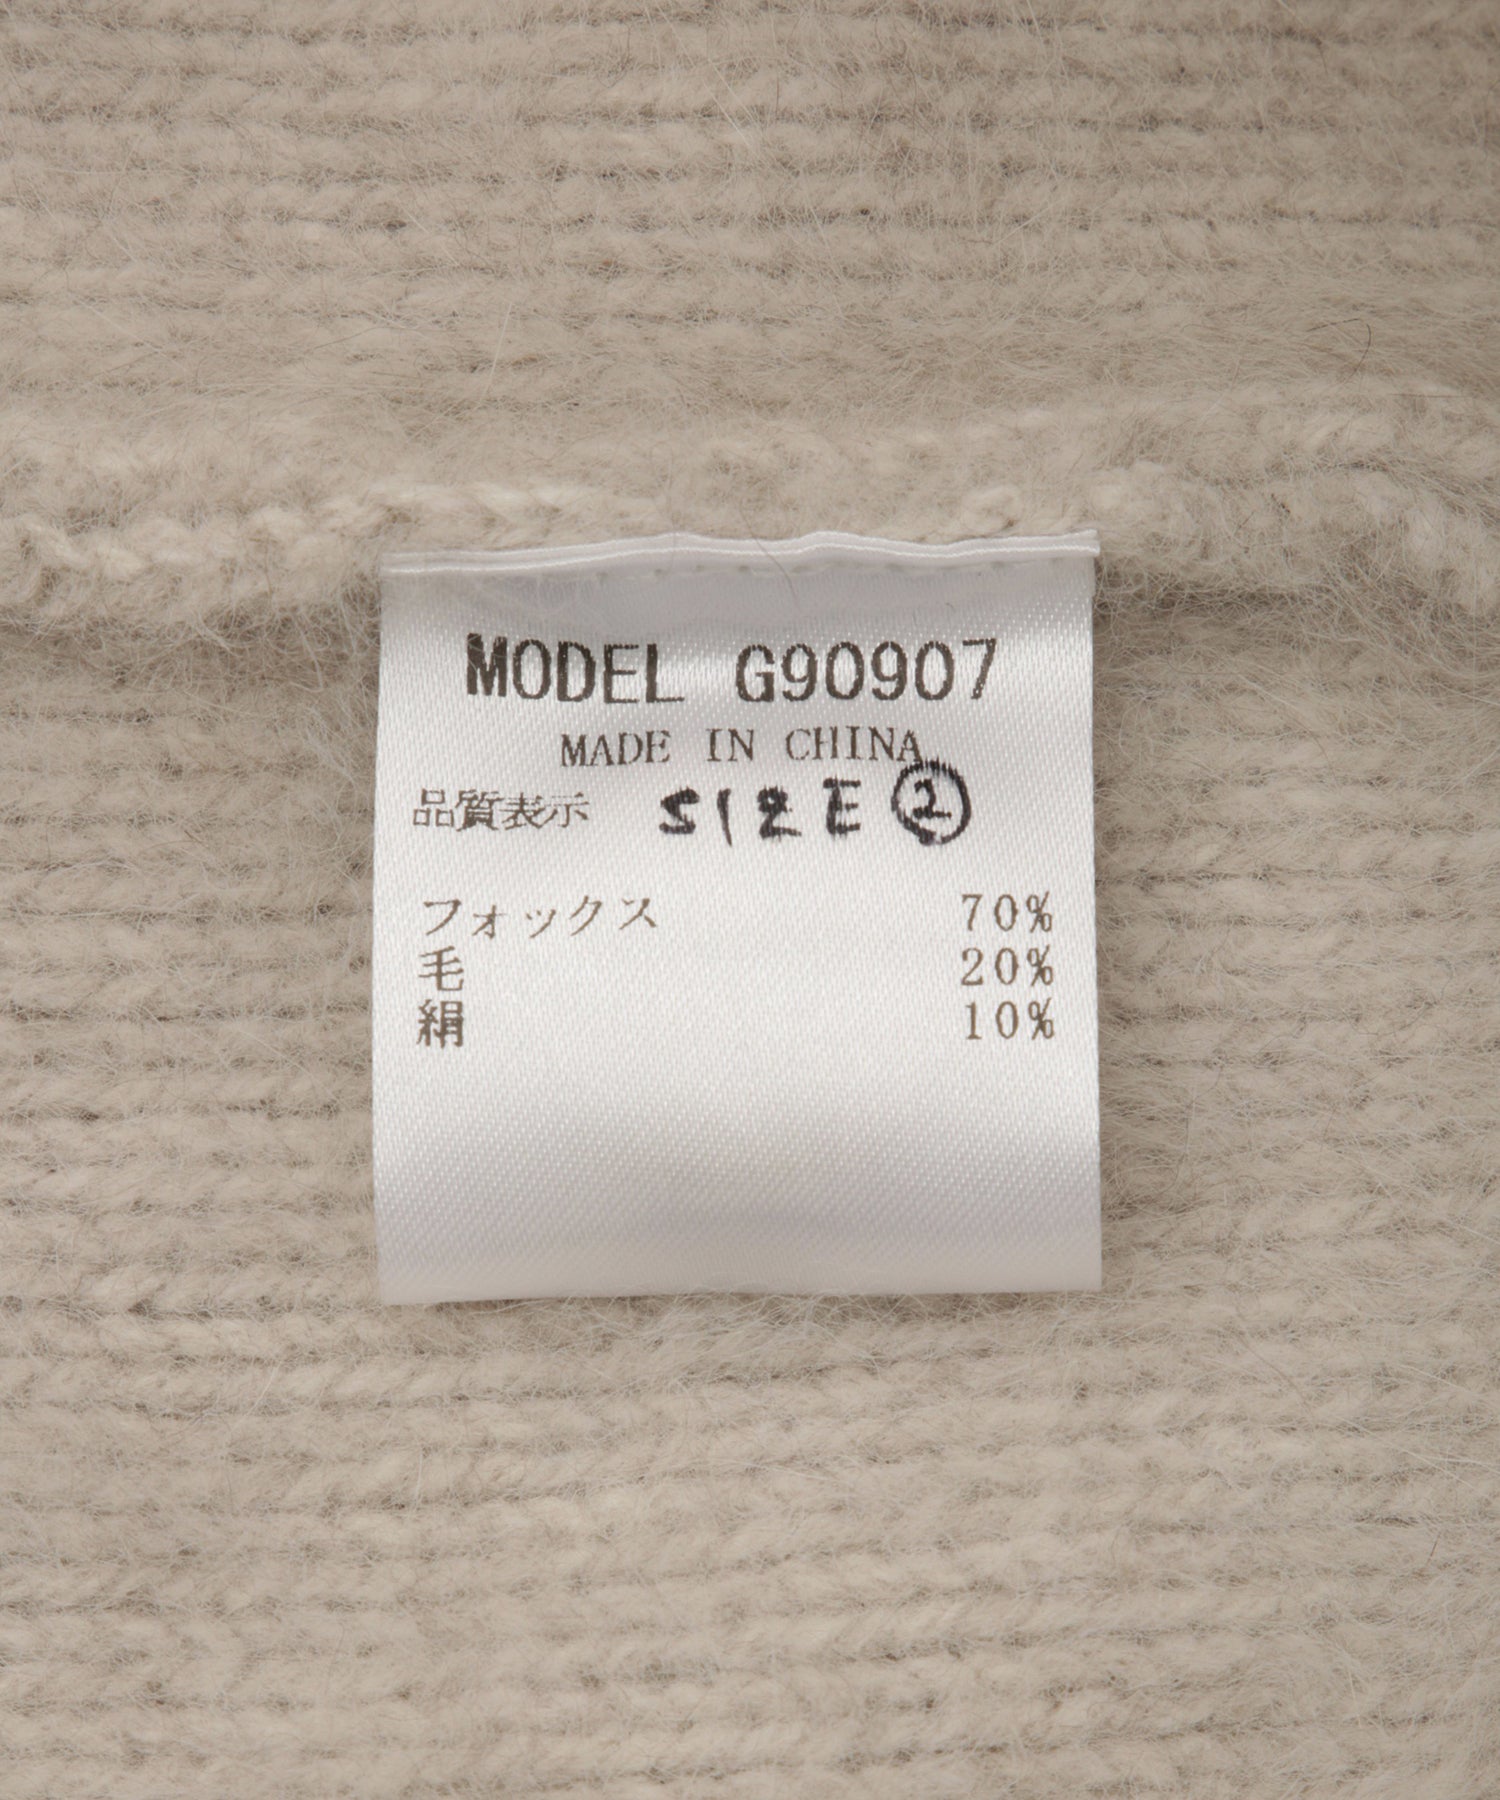 MODEL G90907
MADE IN CHINA
品質表示 SIZE ②
フォックス 70%
毛 20%
絹 10%